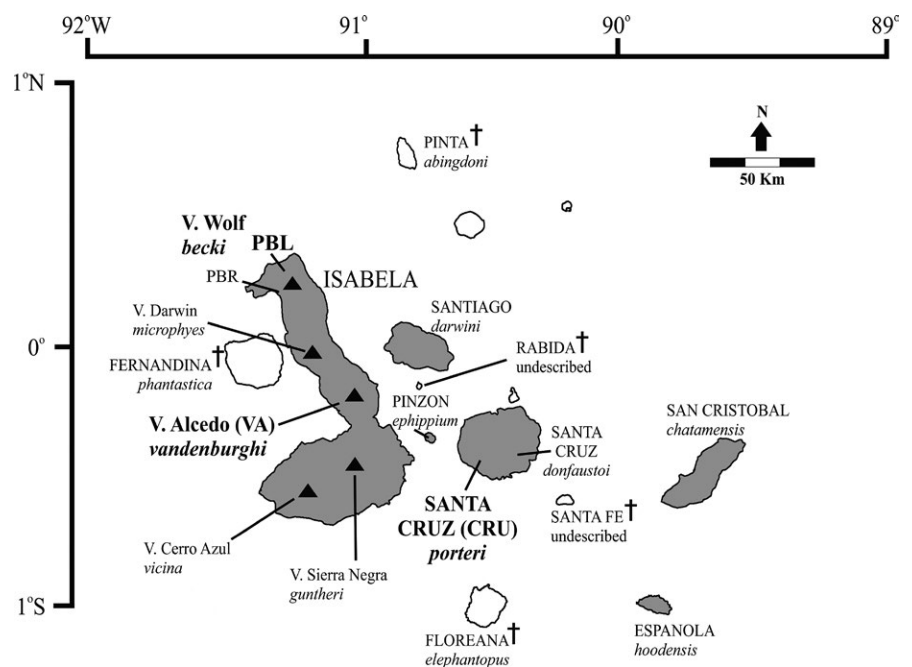 92°W
91°
90°
89°
1°N
0°
1°S
N
50 Km
PINTA†
abingdoni
V. Wolf
becki
PBL
PBR
ISABELA
V. Darwin
microphyes
SANTIAGO
darwini
FERNANDINA†
phantastica
RABIDA†
undescribed
PINZON
ephippium
V. Alcedo (VA)
vandenburghi
SAN CRISTOBAL
chatamensis
SANTA
CRUZ
donfaustoi
SANTA
CRUZ (CRU)
porteri
SANTA FE†
undescribed
V. Cerro Azul
vicina
V. Sierra Negra
guntheri
FLOREANA†
elephantopus
ESPANOLA
hoodensis